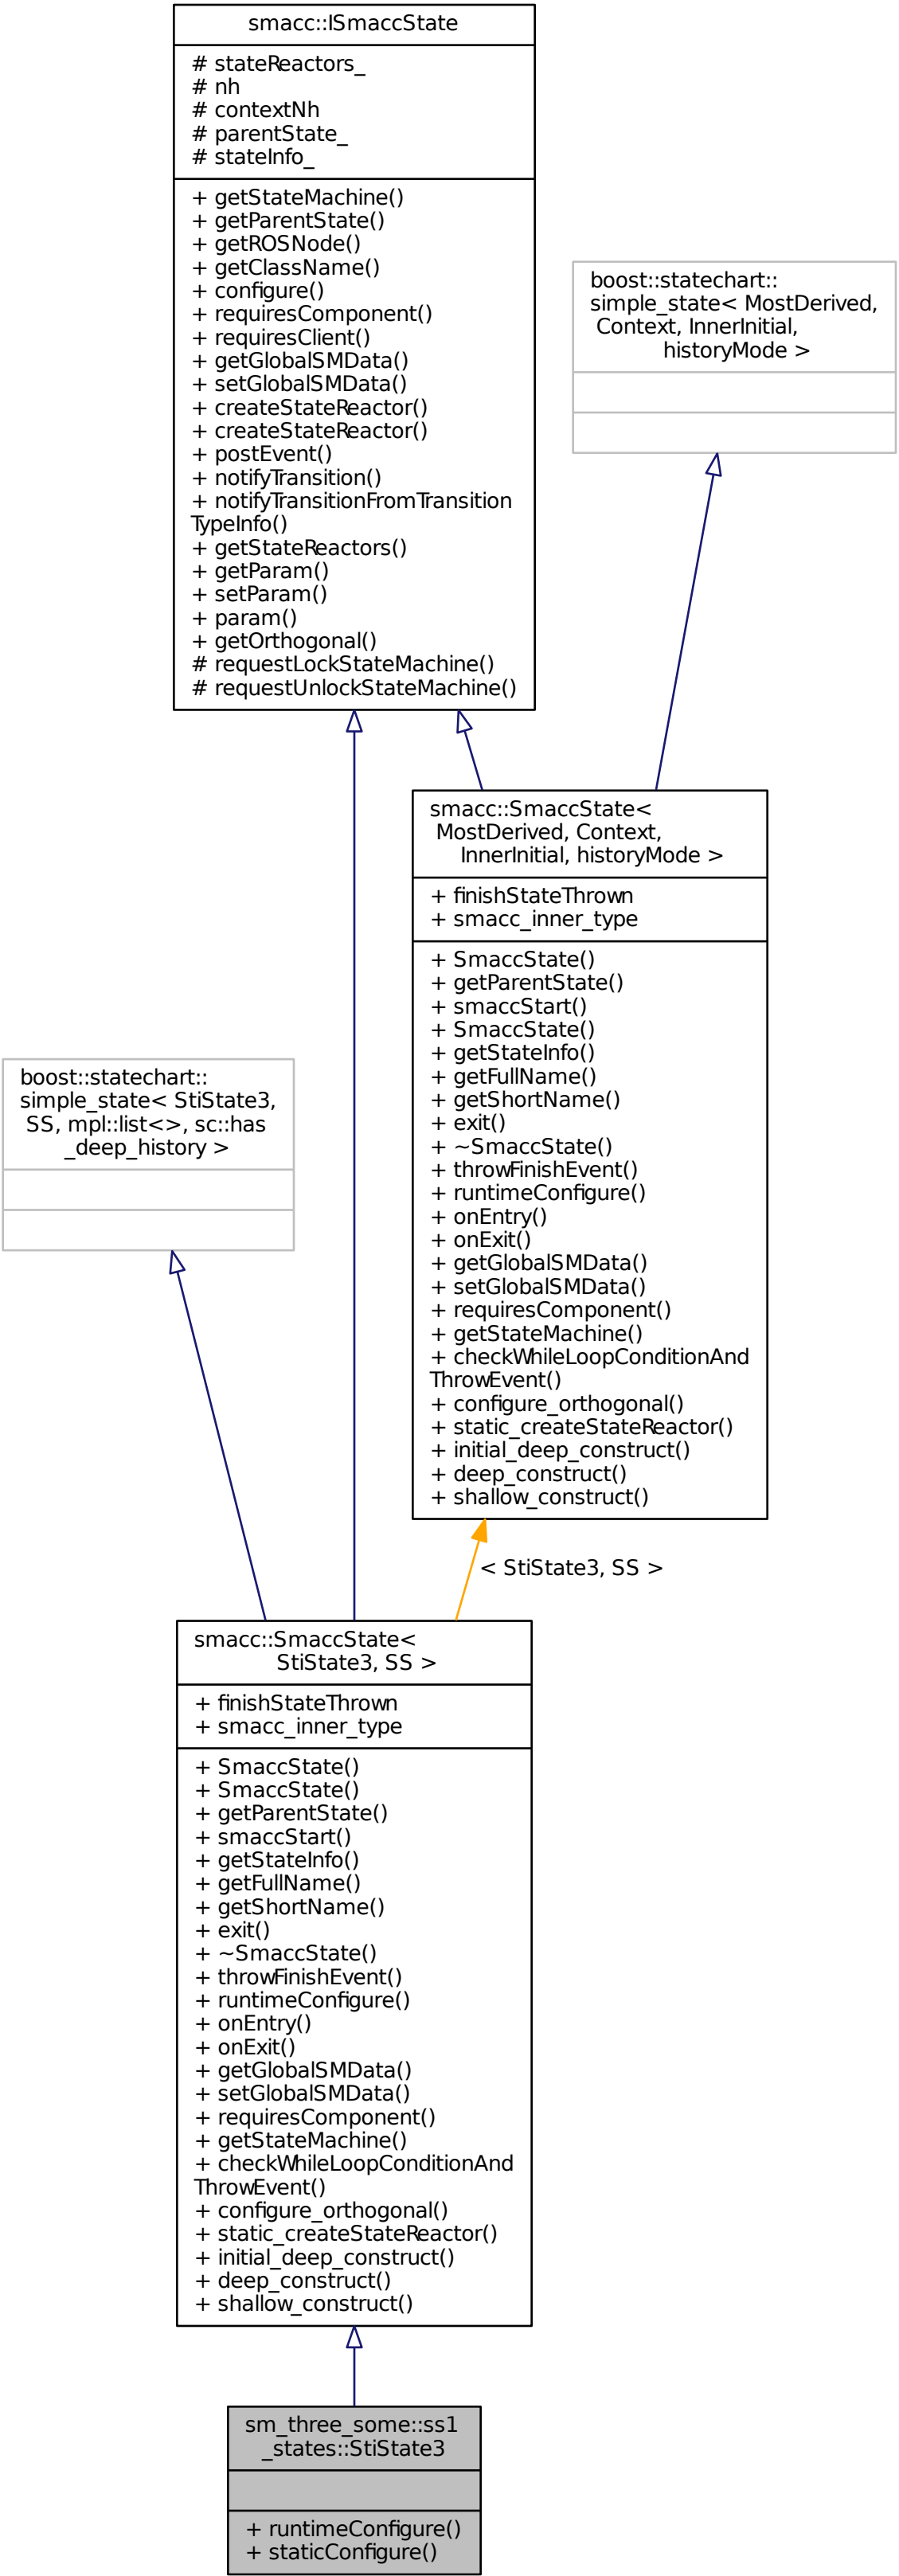 smacc::ISmaccState
# stateReactors_
# nh
# contextNh
# parentState_
# stateInfo_
+ getStateMachine()
+ getParentState()
+ getROSNode()
+ getClassName()
+ configure()
+ requiresComponent()
+ requiresClient()
+ getGlobalSMData()
+ setGlobalSMData()
+ createStateReactor()
+ createStateReactor()
+ postEvent()
+ notifyTransition()
+ notifyTransitionFromTransition
TypeInfo()
+ getStateReactors()
+ getParam()
+ setParam()
+ param()
+ getOrthogonal()
# requestLockStateMachine()
# requestUnlockStateMachine()
boost::statechart::
simple_state< MostDerived,
Context, InnerInitial,
historyMode >
smacc::SmaccState<
MostDerived, Context,
InnerInitial, historyMode >
+ finishStateThrown
+ smacc_inner_type
+ SmaccState()
+ getParentState()
+ smaccStart()
+ SmaccState()
+ getStateInfo()
+ getFullName()
+ getShortName()
+ exit()
+ ~SmaccState()
+ throwFinishEvent()
+ runtimeConfigure()
+ onEntry()
+ onExit()
+ getGlobalSMData()
+ setGlobalSMData()
+ requiresComponent()
+ getStateMachine()
+ checkWhileLoopConditionAnd
ThrowEvent()
+ configure_orthogonal()
+ static_createStateReactor()
+ initial_deep_construct()
+ deep_construct()
+ shallow_construct()
boost::statechart::
simple_state< StiState3,
SS, mpl::list<>, sc::has
_deep_history >
< StiState3, SS >
smacc::SmaccState<
StiState3, SS >
+ finishStateThrown
+ smacc_inner_type
+ SmaccState()
+ SmaccState()
+ getParentState()
+ smaccStart()
+ getStateInfo()
+ getFullName()
+ getShortName()
+ exit()
+ ~SmaccState()
+ throwFinishEvent()
+ runtimeConfigure()
+ onEntry()
+ onExit()
+ getGlobalSMData()
+ setGlobalSMData()
+ requiresComponent()
+ getStateMachine()
+ checkWhileLoopConditionAnd
ThrowEvent()
+ configure_orthogonal()
+ static_createStateReactor()
+ initial_deep_construct()
+ deep_construct()
+ shallow_construct()
sm_three_some::ss1
_states::StiState3
+ runtimeConfigure()
+ staticConfigure()